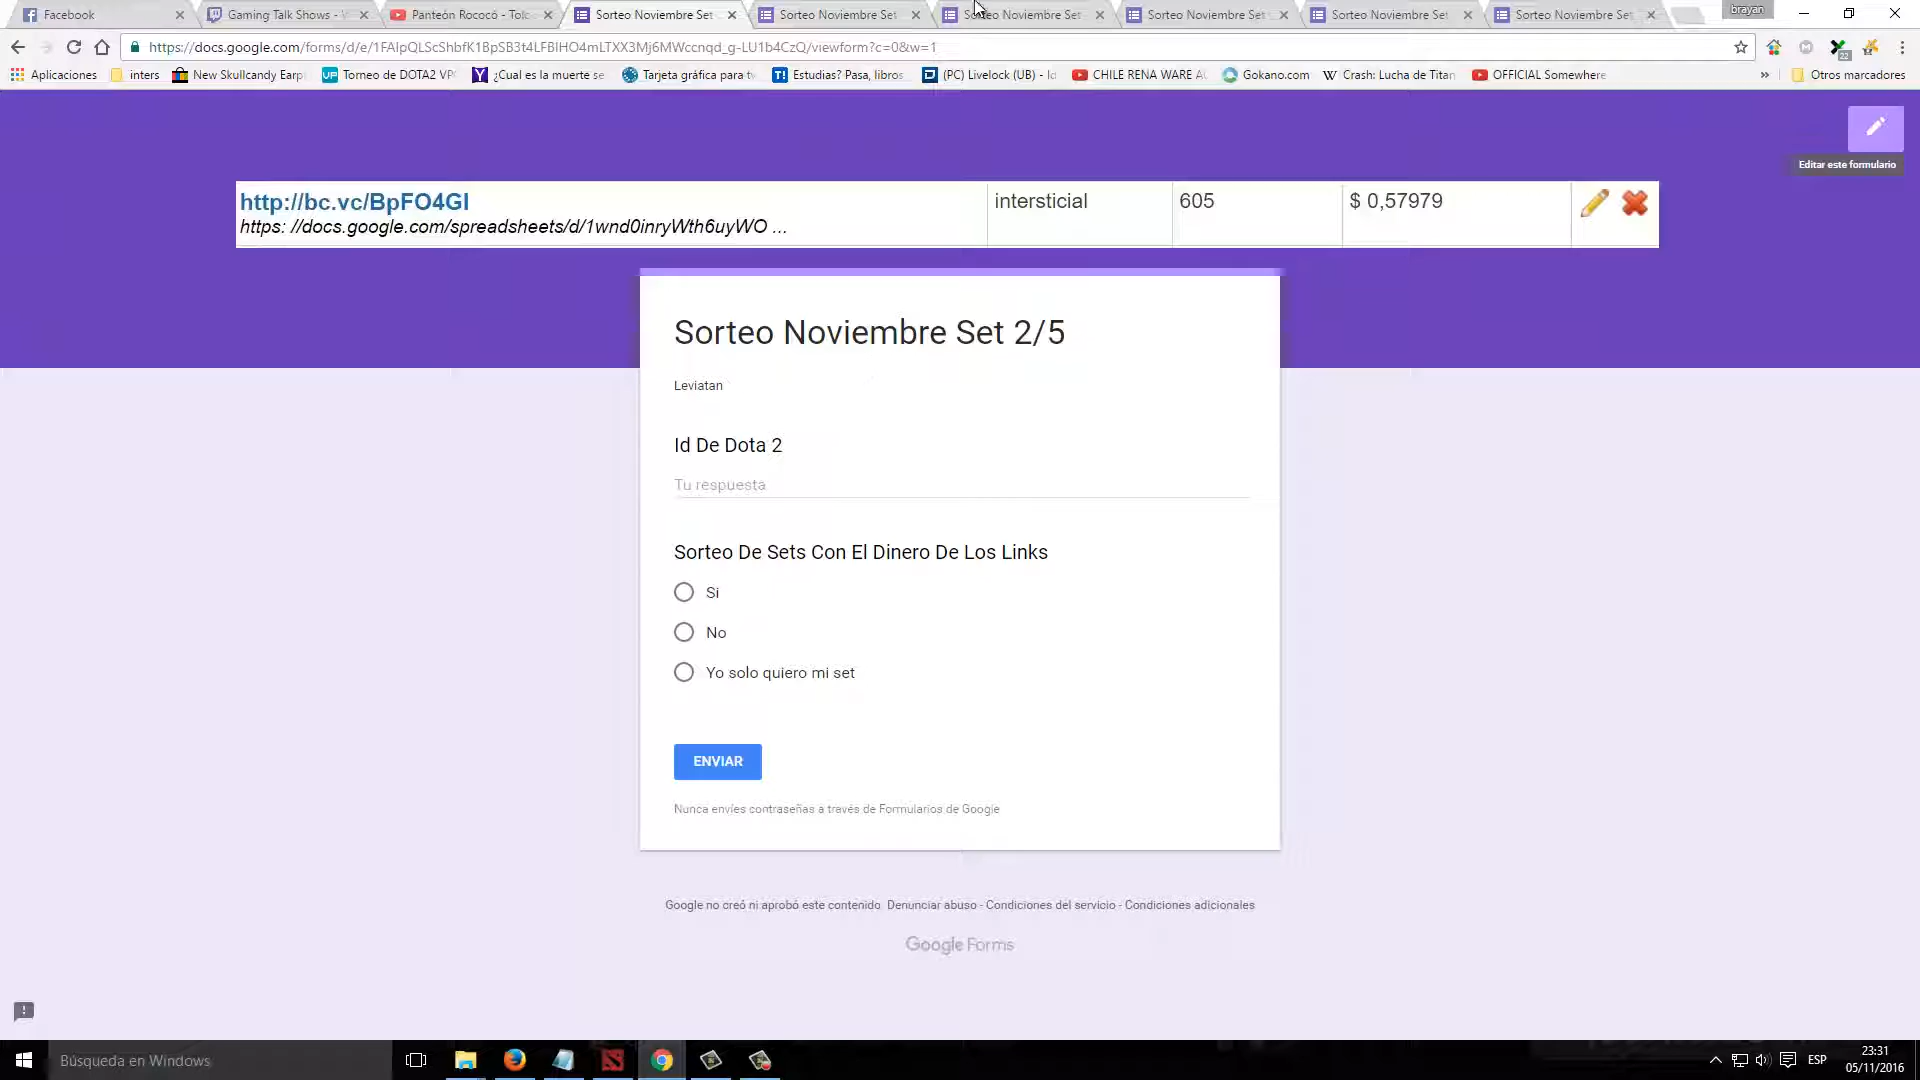 Facebook
Gaming Talk Shows - V
Panteón Rococó - Tolc
Sorteo Noviembre Set
Sorteo Noviembre Set
Sorteo Noviembre Set
Sorteo Noviembre Set
Sorteo Noviembre Set
Sorteo Noviembre Set
brayan
https://docs.google.com/forms/d/e/1FAIpQLScShbfK1BpSB3t4LFBIHO4mLTXX3Mj6MWccnqd_g-LU1b4CzQ/viewform?c=0&w=1
22
Aplicaciones
inters
New Skullcandy Earp
UP Torneo de DOTA2 VP
¿Cual es la muerte se
Tarjeta gráfica para tv
T! Estudias? Pasa, libros
(PC) Livelock (UB) - Id
CHILE RENA WARE AU
Gokano.com
W Crash: Lucha de Titan
OFFICIAL Somewhere
»
Otros marcadores
Editar este formulario
http://bc.vc/BpFO4GI
https: //docs.google.com/spreadsheets/d/1wnd0inryWth6uyWO ...
intersticial
605
$ 0,57979
Sorteo Noviembre Set 2/5
Leviatan
Id De Dota 2
Tu respuesta
Sorteo De Sets Con El Dinero De Los Links
Si
No
Yo solo quiero mi set
ENVIAR
Nunca envíes contraseñas a través de Formularios de Google
Google no creó ni aprobó este contenido. Denunciar abuso - Condiciones del servicio - Condiciones adicionales
Google Forms
Búsqueda en Windows
ESP
23:31
05/11/2016